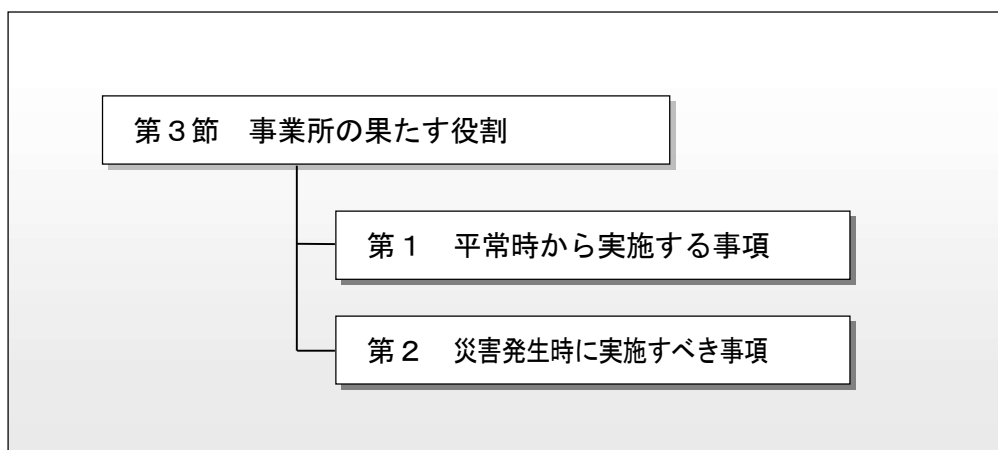 第３節　事業所の果たす役割
第１　平常時から実施する事項
第２　災害発生時に実施すべき事項